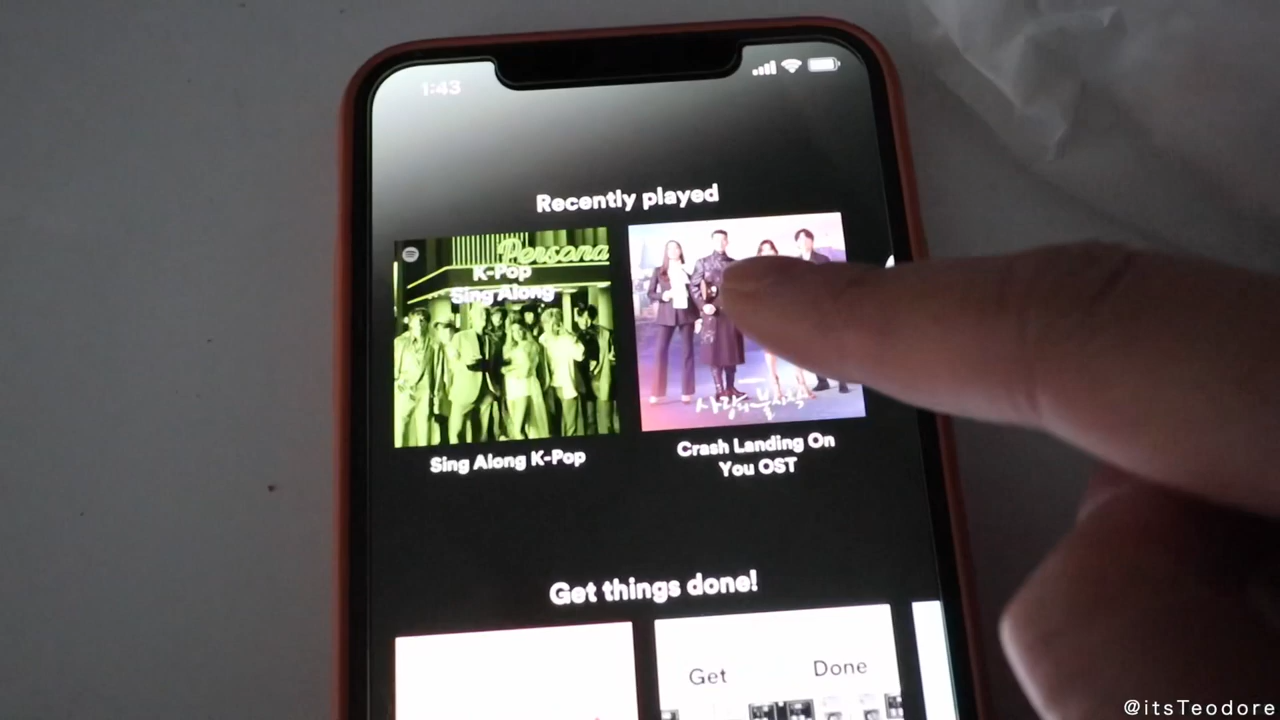 1:43
Recently played
Persona
K-Pop
Sing Along
사랑의 불시착
Sing Along K-Pop
Crash Landing On
You OST
Get things done!
Get Done
@itsTeodore